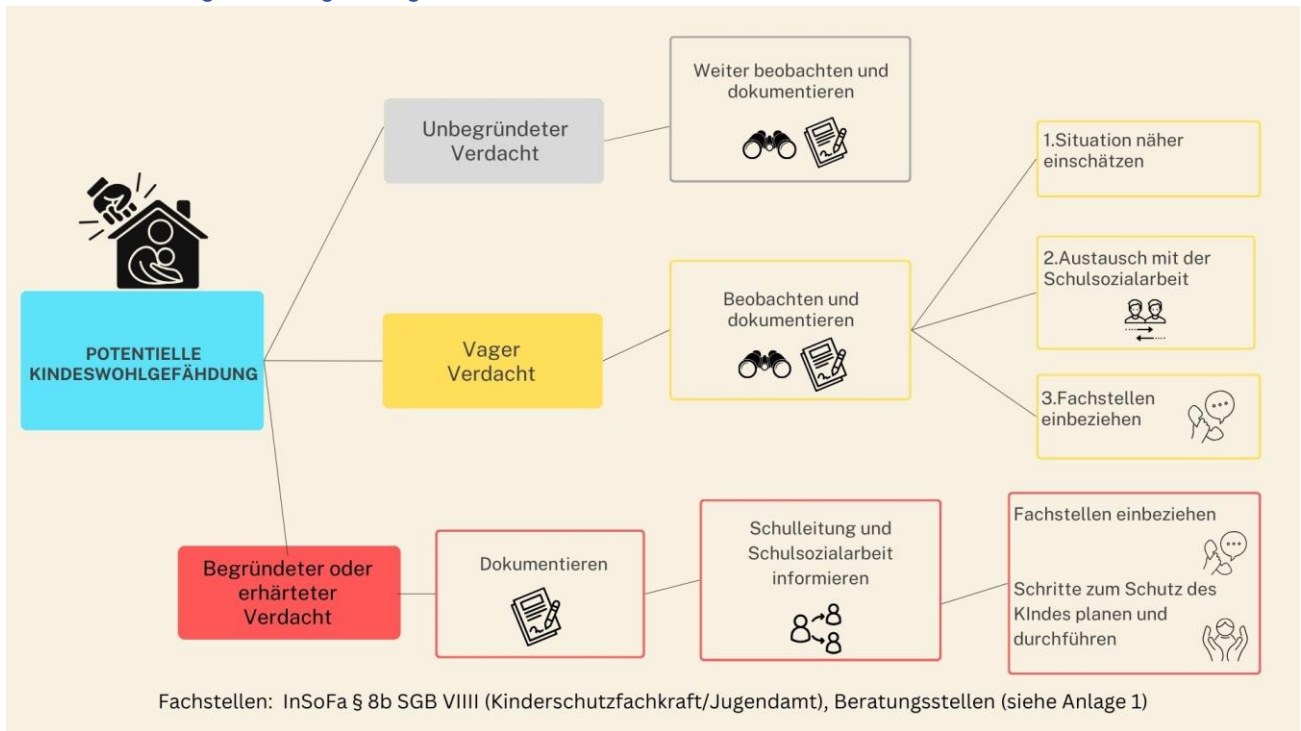 Unbegründeter
Verdacht
Weiter beobachten und
dokumentieren
POTENTIELLE
KINDESWOHLGEFÄHDUNG
Vager
Verdacht
Beobachten und
dokumentieren
1.Situation näher
einschätzen
2.Austausch mit der
Schulsozialarbeit
3.Fachstellen
einbeziehen
Begründeter oder
erhärteter
Verdacht
Dokumentieren
Schulleitung und
Schulsozialarbeit
informieren
Fachstellen einbeziehen
Schritte zum Schutz des
KIndes planen und
durchführen
Fachstellen: InSoFa § 8b SGB VIIII (Kinderschutzfachkraft/Jugendamt), Beratungsstellen (siehe Anlage 1)